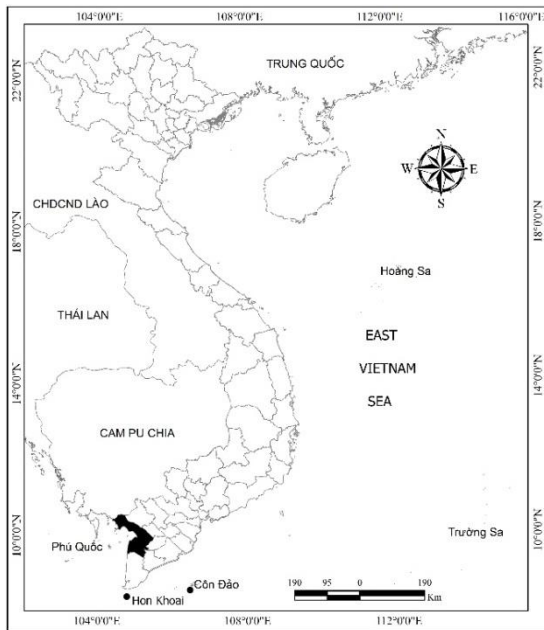 104°0'0"E 108°0'0"E 112°0'0"E 116°0'0"E
22°0'0"N
22°0'0"N
TRUNG QUỐC
N
W
E
S
CHDCND LÀO
18°0'0"N
18°0'0"N
Hoàng Sa
THÁI LAN
EAST
VIETNAM
SEA
14°0'0"N
14°0'0"N
CAM PU CHIA
10°0'0"N
10°0'0"N
Phú Quốc
Trường Sa
Côn Đảo
Hon Khoai
190 95 0 190
Km
104°0'0"E 108°0'0"E 112°0'0"E